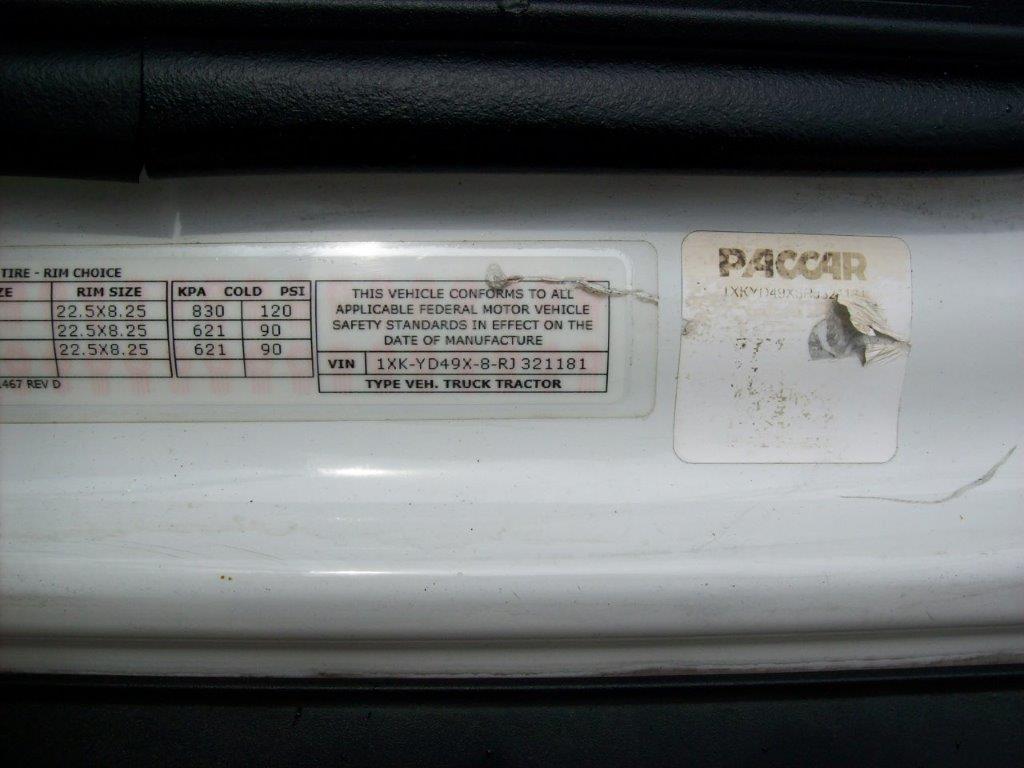 TIRE - RIM CHOICE
ZE RIM SIZE KPA COLD PSI
22.5X8.25 830 120
22.5X8.25 621 90
22.5X8.25 621 90
467 REV D
THIS VEHICLE CONFORMS TO ALL
APPLICABLE FEDERAL MOTOR VEHICLE
SAFETY STANDARDS IN EFFECT ON THE
DATE OF MANUFACTURE
VIN 1XK-YD49X-8-RJ 321181
TYPE VEH. TRUCK TRACTOR
PACCAR
1XKYD49X8RJ321181